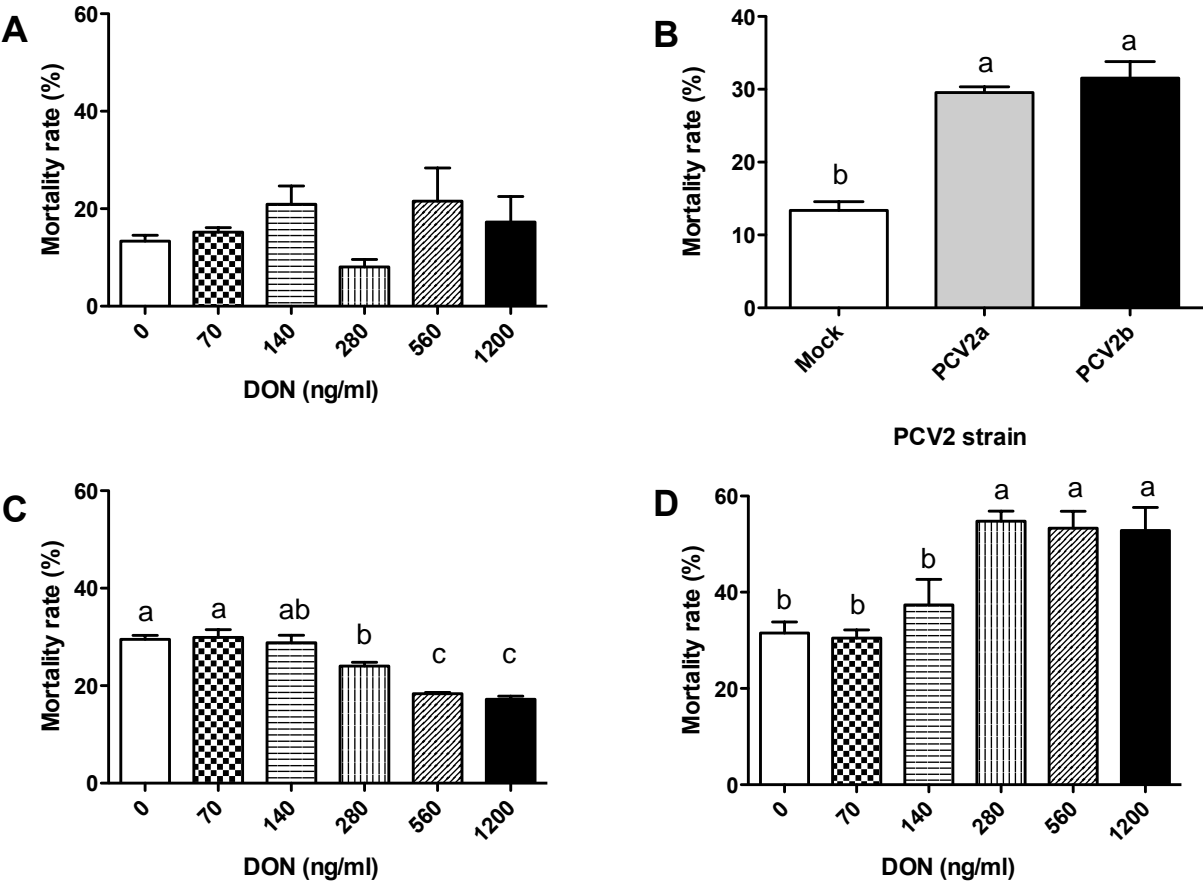 A
Mortality rate (%)
60
40
20
0
0 70 140 280 560 1200
DON (ng/ml)
B
Mortality rate (%)
40
30
20
10
0
b a a
Mock PCV2a PCV2b
PCV2 strain
C
Mortality rate (%)
60
40
20
0
a a ab b c c
0 70 140 280 560 1200
DON (ng/ml)
D
Mortality rate (%)
60
40
20
0
b b b a a a
0 70 140 280 560 1200
DON (ng/ml)